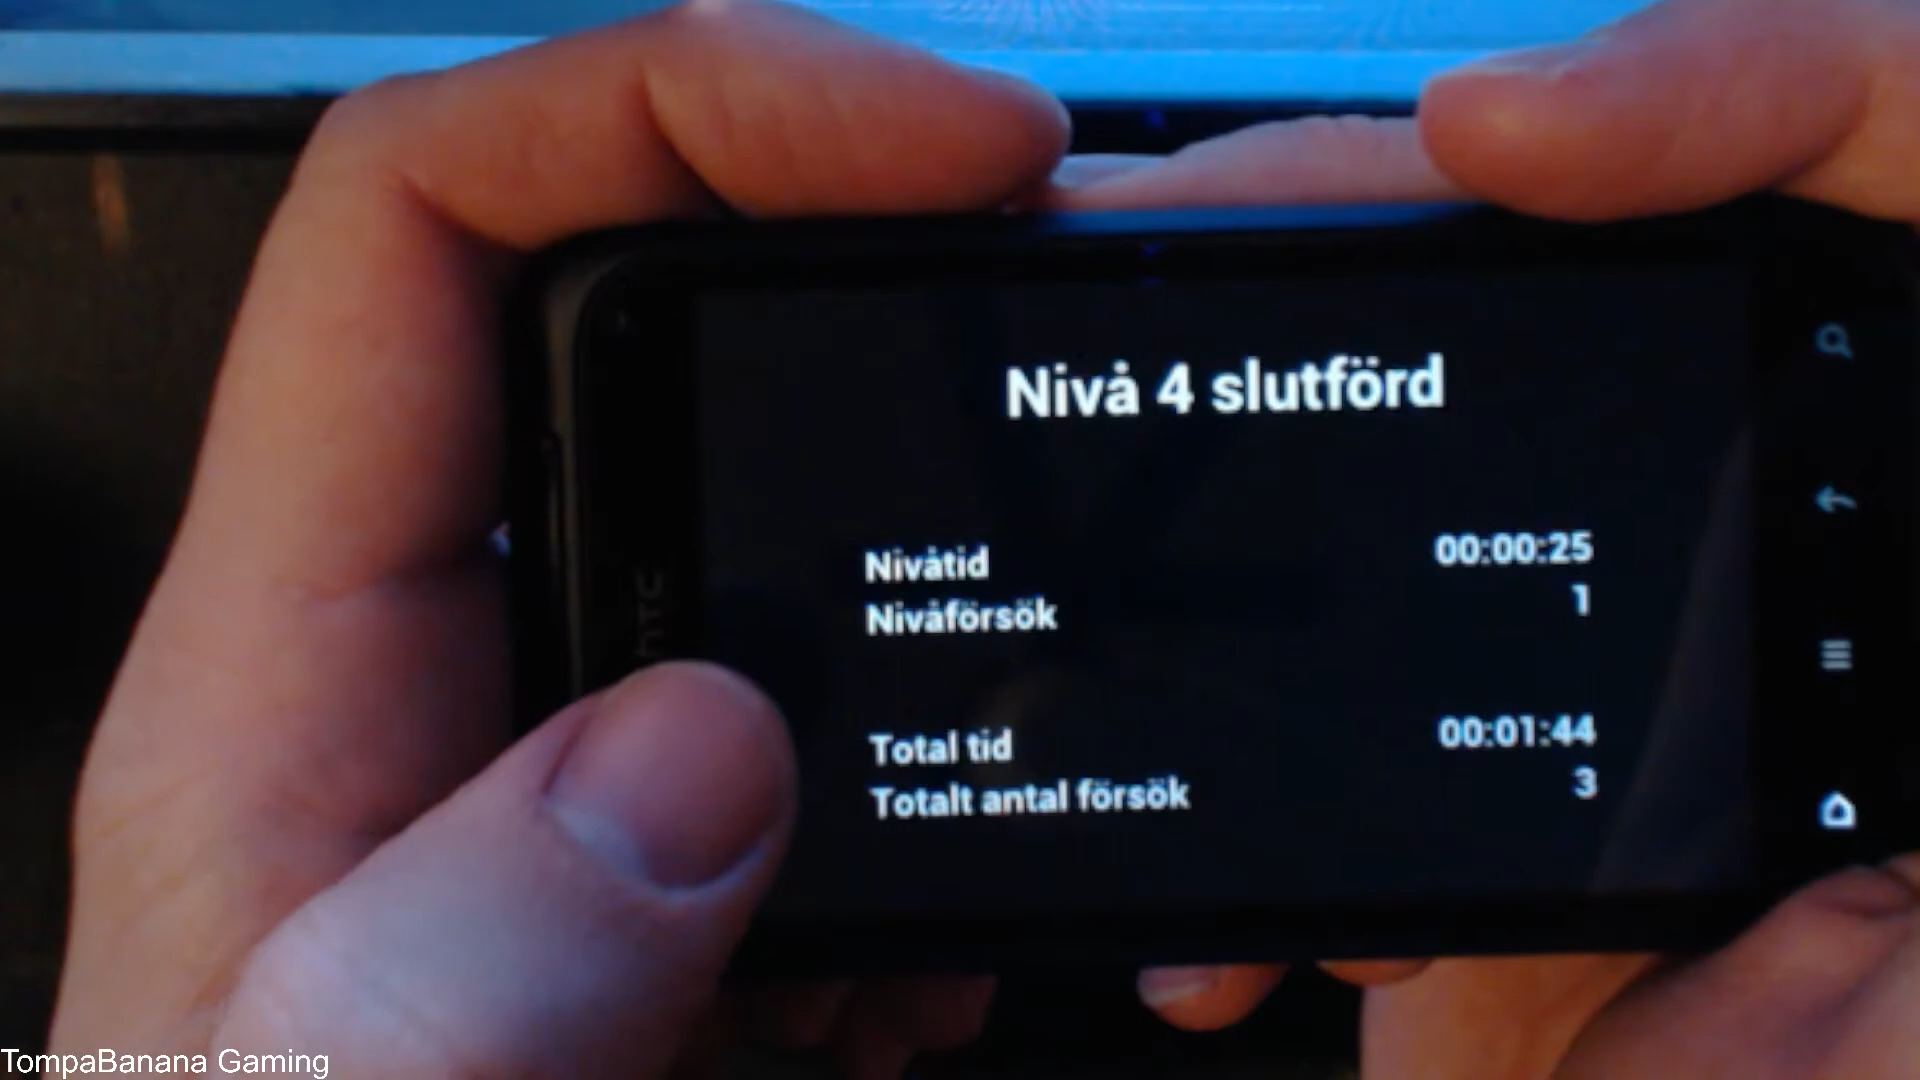 Nivå 4 slutförd
Nivåtid 00:00:25
Nivåförsök 1
Total tid 00:01:44
Totalt antal försök 3
hTC
TompaBanana Gaming